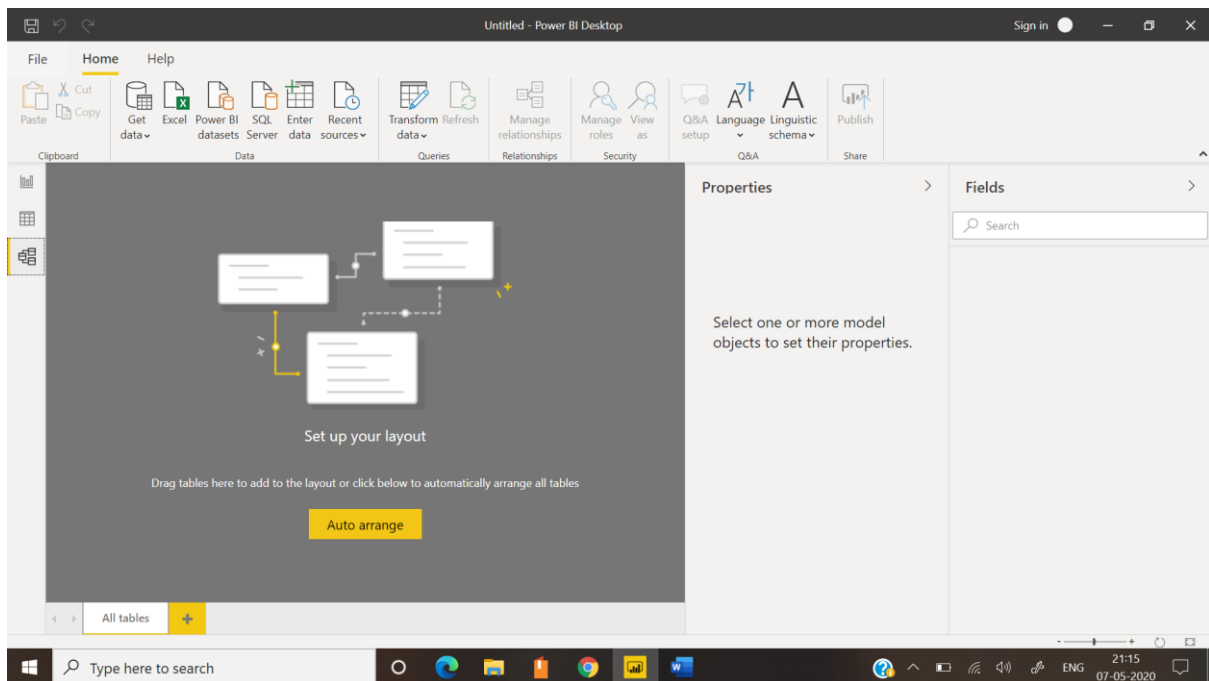 Untitled - Power BI Desktop
Sign in
File Home Help
Paste
Cut
Copy
Get data
Excel
Power BI datasets
SQL Server
Enter data
Recent sources
Transform data
Refresh
Manage relationships
Manage roles
View as
Q&A setup
Language
Linguistic schema
Publish
Clipboard
Data
Queries
Relationships
Security
Q&A
Share
Properties
Fields
Search
Select one or more model
objects to set their properties.
Set up your layout
Drag tables here to add to the layout or click below to automatically arrange all tables
Auto arrange
All tables
Type here to search
ENG
21:15
07-05-2020